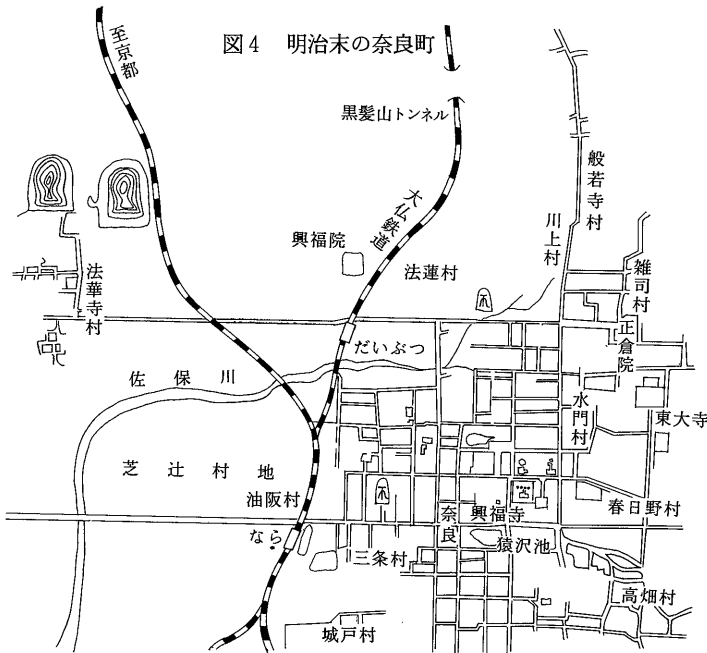 図4 明治末の奈良町
至京都
黒髪山トンネル
大仏鉄道
般若寺村
川上村
興福院
法蓮村
雑司村
法華寺村
正倉院
だいぶつ
佐保川
水門村
東大寺
芝辻村地
油阪村
奈良
興福寺
春日野村
なら
三条村
猿沢池
高畑村
城戸村